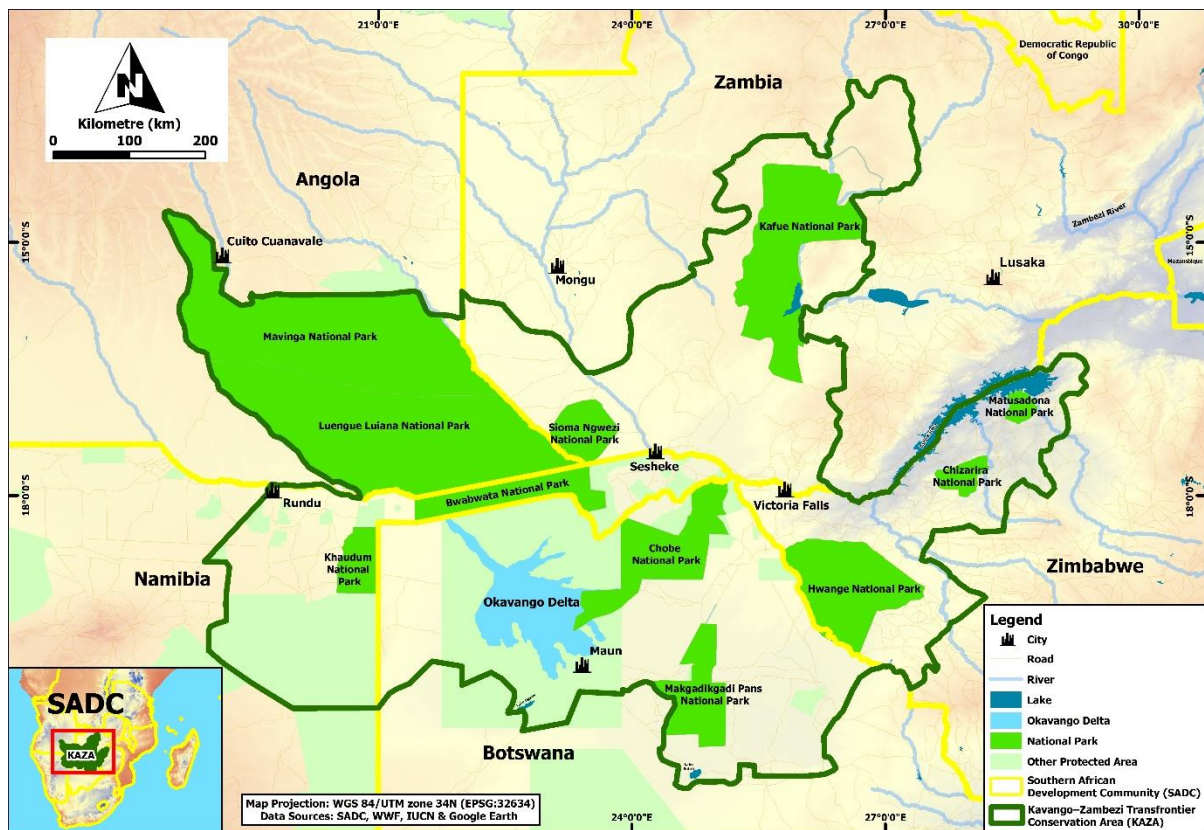 21°0'0"E
24°0'0"E
27°0'0"E
30°0'0"E
N
Kilometre (km)
0 100 200
Democratic Republic
of Congo
Zambia
Angola
15°0'0"S
15°0'0"S
Cuito Cuanavale
Mongu
Kafue National Park
Zambezi River
Lusaka
Mozambique
Mavinga National Park
Luengue Luiana National Park
Sioma Ngwezi
National Park
Matusadona
National Park
Sesheke
Chizarira
National Park
18°0'0"S
18°0'0"S
Rundu
Bwabwata National Park
Victoria Falls
Khaudum
National
Park
Chobe
National Park
Namibia
Zimbabwe
Hwange National Park
Okavango Delta
Maun
Makgadikgadi Pans
National Park
Botswana
SADC
KAZA
Map Projection: WGS 84/UTM zone 34N (EPSG:32634)
Data Sources: SADC, WWF, IUCN & Google Earth
24°0'0"E
27°0'0"E
Legend
City
Road
River
Lake
Okavango Delta
National Park
Other Protected Area
Southern African
Development Community (SADC)
Kavango–Zambezi Transfrontier
Conservation Area (KAZA)